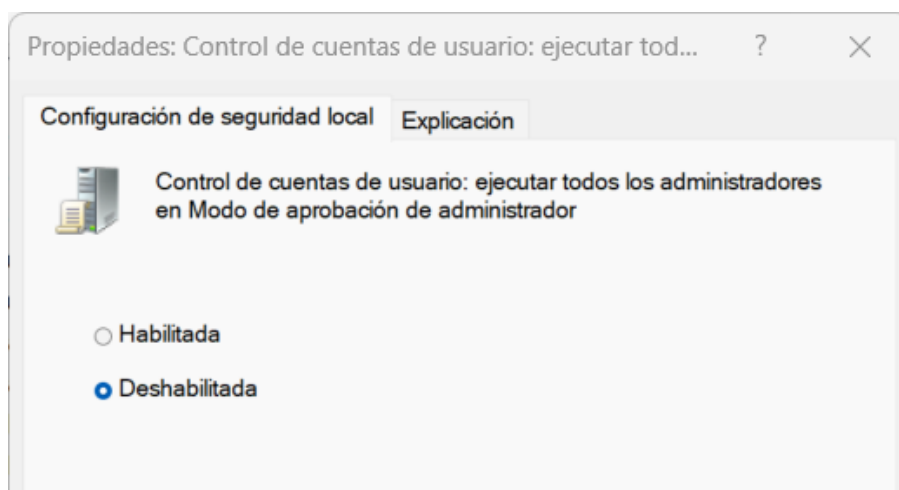 Propiedades: Control de cuentas de usuario: ejecutar tod... ?
Configuración de seguridad local Explicación
Control de cuentas de usuario: ejecutar todos los administradores
en Modo de aprobación de administrador
Habilitada
Deshabilitada